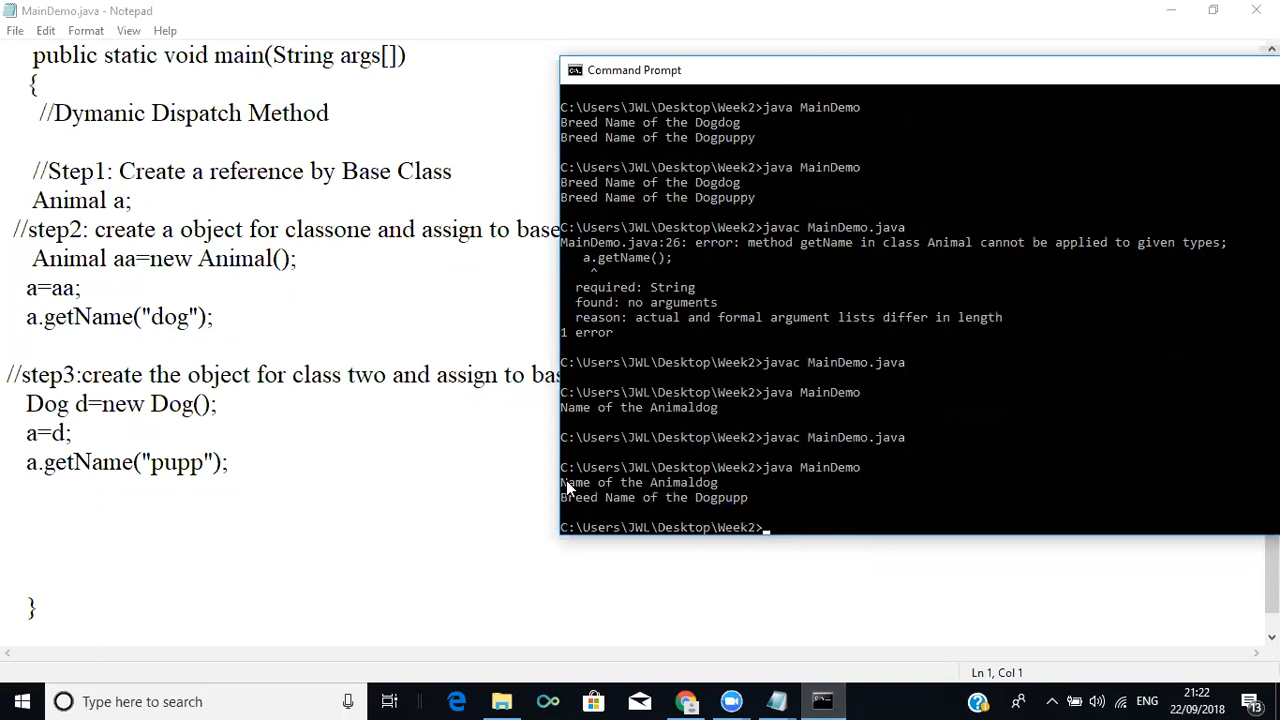 MainDemo.java - Notepad
File Edit Format View Help
public static void main(String args[])
{
//Dymanic Dispatch Method
//Step1: Create a reference by Base Class
Animal a;
//step2: create a object for classone and assign to base
Animal aa=new Animal();
a=aa;
a.getName("dog");
//step3:create the object for class two and assign to bas
Dog d=new Dog();
a=d;
a.getName("pupp");
}
Command Prompt
C:\Users\JWL\Desktop\Week2>java MainDemo
Breed Name of the Dogdog
Breed Name of the Dogpuppy
C:\Users\JWL\Desktop\Week2>java MainDemo
Breed Name of the Dogdog
Breed Name of the Dogpuppy
C:\Users\JWL\Desktop\Week2>javac MainDemo.java
MainDemo.java:26: error: method getName in class Animal cannot be applied to given types;
a.getName();
^
required: String
found: no arguments
reason: actual and formal argument lists differ in length
1 error
C:\Users\JWL\Desktop\Week2>javac MainDemo.java
C:\Users\JWL\Desktop\Week2>java MainDemo
Name of the Animaldog
C:\Users\JWL\Desktop\Week2>javac MainDemo.java
C:\Users\JWL\Desktop\Week2>java MainDemo
Name of the Animaldog
Breed Name of the Dogpupp
C:\Users\JWL\Desktop\Week2>
Ln 1, Col 1
Type here to search
ENG
21:22
22/09/2018
13